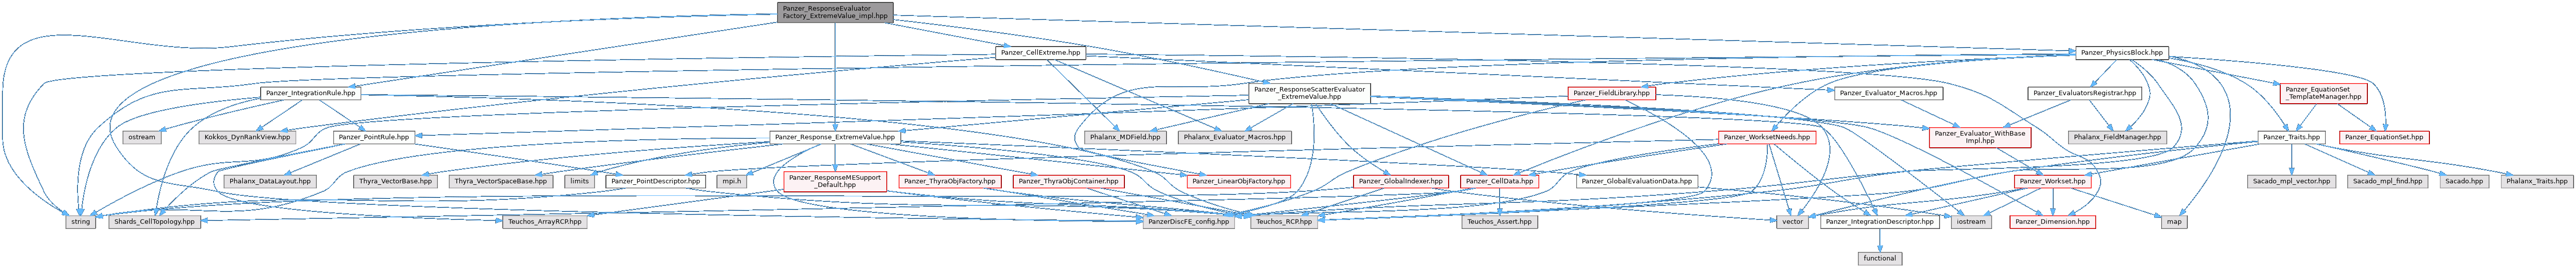 Panzer_ResponseEvaluator
Factory_ExtremeValue_impl.hpp
Panzer_CellExtreme.hpp
Panzer_PhysicsBlock.hpp
Panzer_IntegrationRule.hpp
Panzer_ResponseScatterEvaluator
_ExtremeValue.hpp
Panzer_FieldLibrary.hpp
Panzer_Evaluator_Macros.hpp
Panzer_EvaluatorsRegistrar.hpp
Panzer_EquationSet
_TemplateManager.hpp
ostream
Kokkos_DynRankView.hpp
Panzer_PointRule.hpp
Panzer_Response_ExtremeValue.hpp
Phalanx_MDField.hpp
Phalanx_Evaluator_Macros.hpp
Panzer_WorksetNeeds.hpp
Panzer_Evaluator_WithBase
Impl.hpp
Phalanx_FieldManager.hpp
Panzer_Traits.hpp
Panzer_EquationSet.hpp
Phalanx_DataLayout.hpp
Thyra_VectorBase.hpp
Thyra_VectorSpaceBase.hpp
limits
Panzer_PointDescriptor.hpp
mpi.h
Panzer_ResponseMESupport
_Default.hpp
Panzer_ThyraObjFactory.hpp
Panzer_ThyraObjContainer.hpp
Panzer_LinearObjFactory.hpp
Panzer_GlobalIndexer.hpp
Panzer_CellData.hpp
Panzer_GlobalEvaluationData.hpp
Panzer_Workset.hpp
Sacado_mpl_vector.hpp
Sacado_mpl_find.hpp
Sacado.hpp
Phalanx_Traits.hpp
string
Shards_CellTopology.hpp
Teuchos_ArrayRCP.hpp
PanzerDiscFE_config.hpp
Teuchos_RCP.hpp
Teuchos_Assert.hpp
vector
Panzer_IntegrationDescriptor.hpp
iostream
Panzer_Dimension.hpp
map
functional